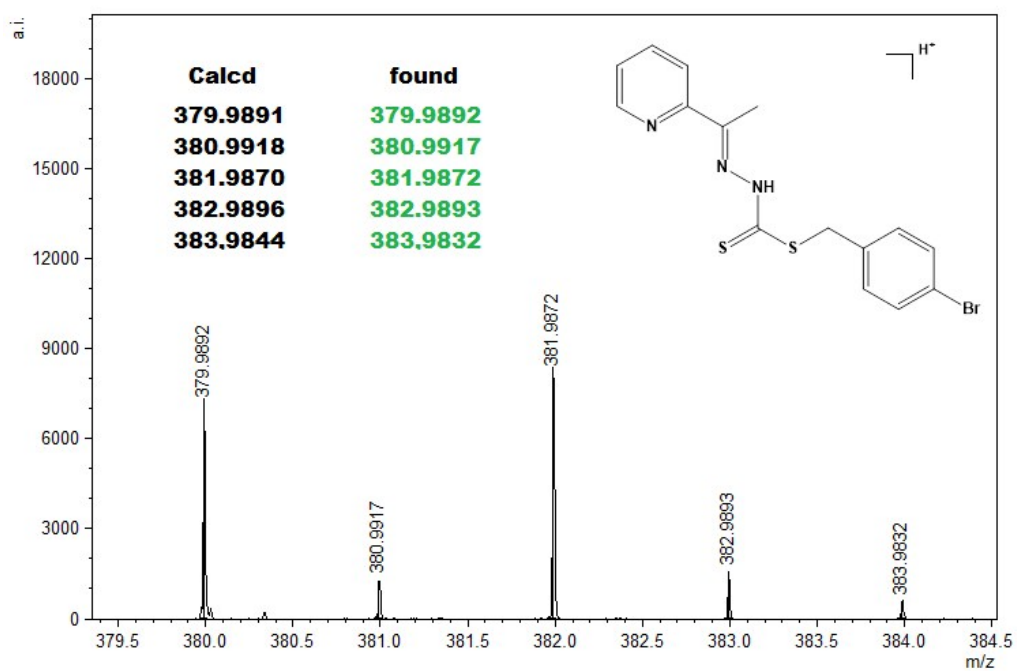 a.i.
Calcd found
379.9891 379.9892
380.9918 380.9917
381.9870 381.9872
382.9896 382.9893
383.9844 383.9832
H⁺
N
N
NH
S
S
Br
18000
15000
12000
9000
6000
3000
0
379.9892
380.9917
381.9872
382.9893
383.9832
379.5 380.0 380.5 381.0 381.5 382.0 382.5 383.0 383.5 384.0 384.5
m/z